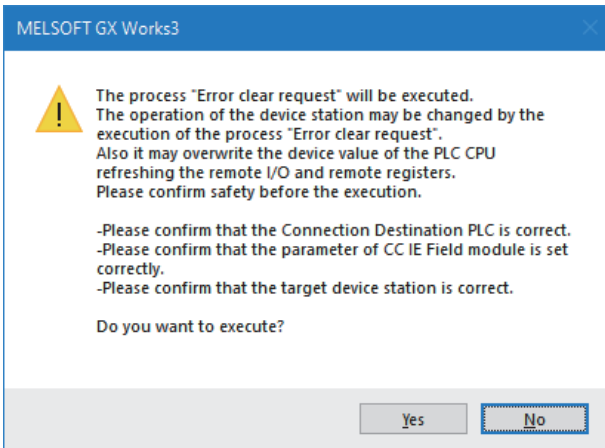 MELSOFT GX Works3
The process "Error clear request" will be executed.
The operation of the device station may be changed by the
execution of the process "Error clear request".
Also it may overwrite the device value of the PLC CPU
refreshing the remote I/O and remote registers.
Please confirm safety before the execution.
-Please confirm that the Connection Destination PLC is correct.
-Please confirm that the parameter of CC IE Field module is set
correctly.
-Please confirm that the target device station is correct.
Do you want to execute?
Yes
No